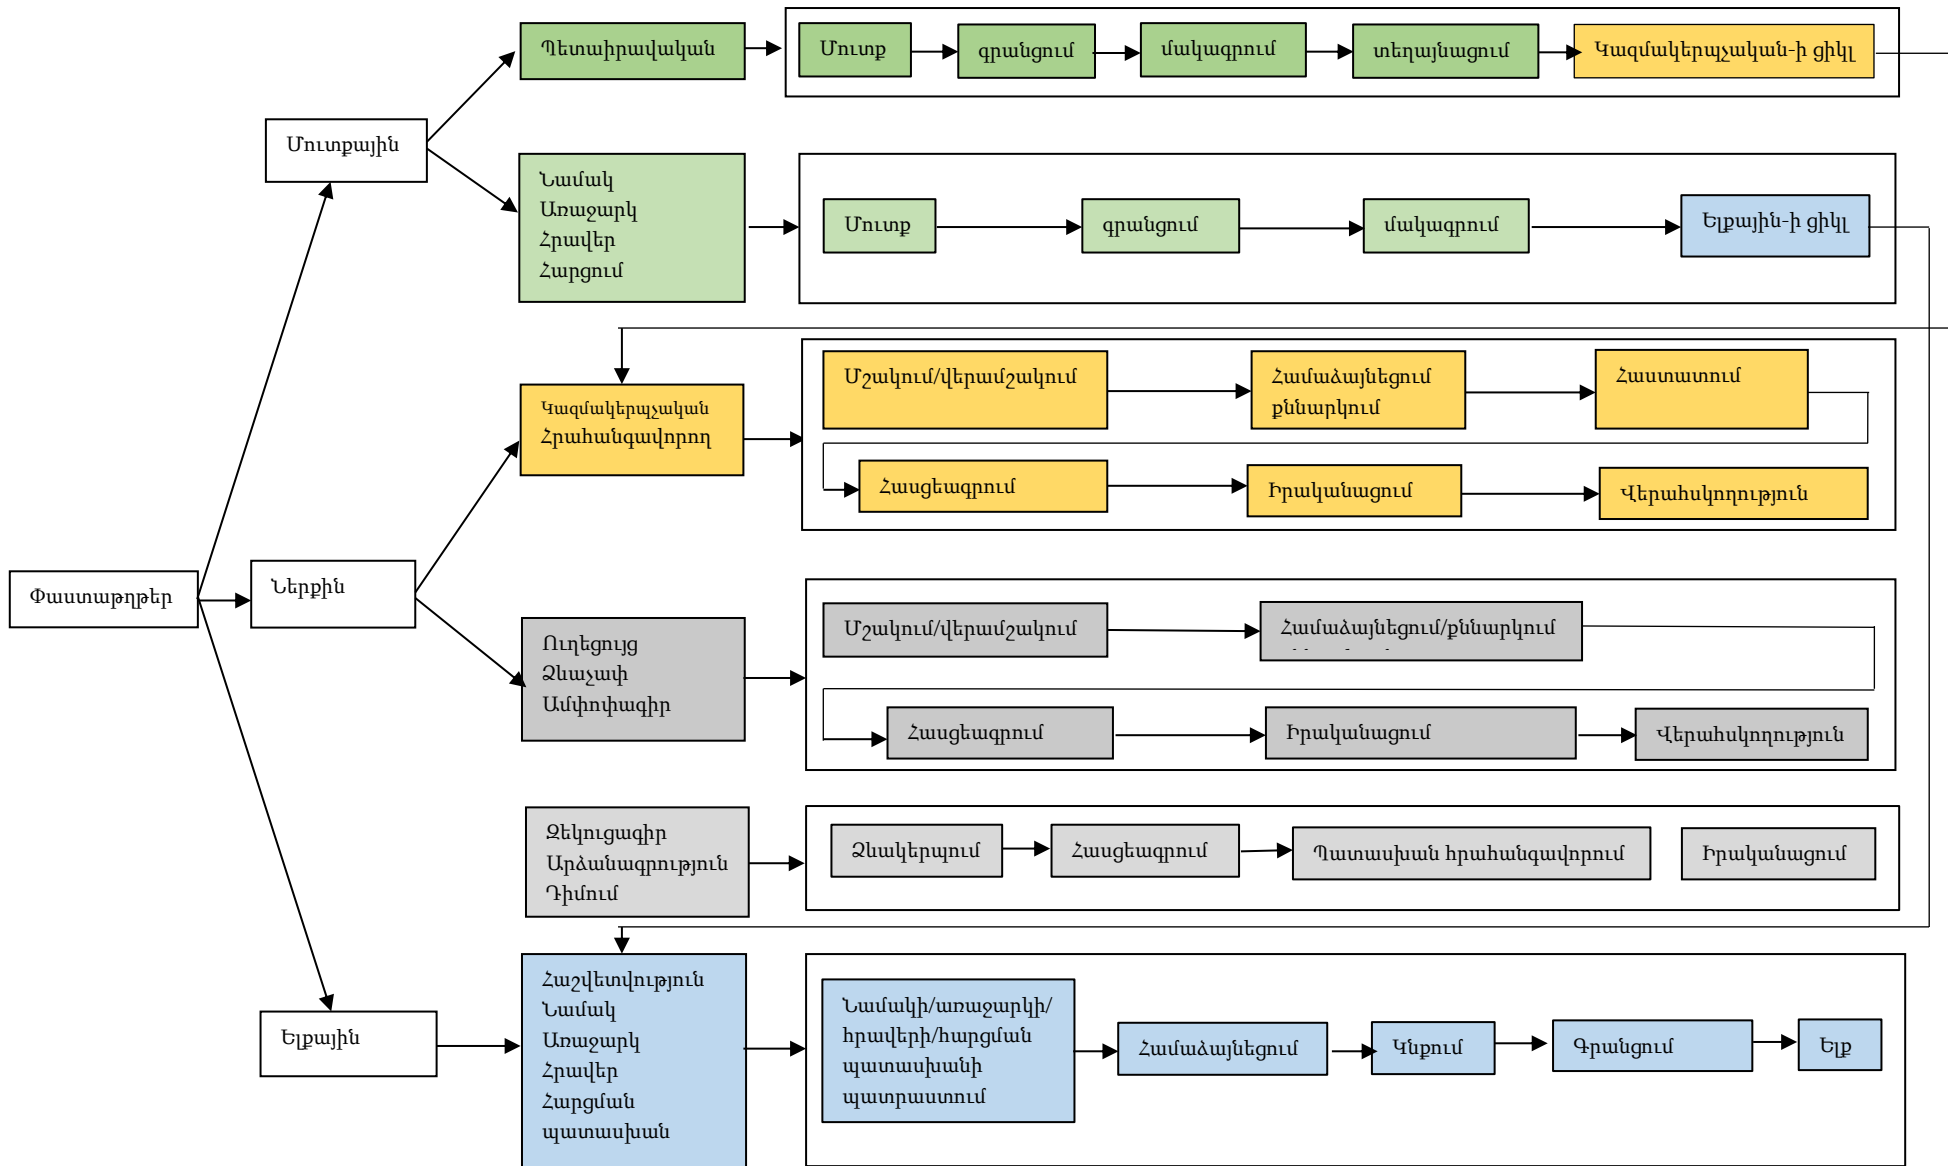 Պետաիրավական
Մուտք
գրանցում
մակագրում
տեղայնացում
Կազմակերպչական-ի ցիկլ
Մուտքային
Նամակ
Առաջարկ
Հրավեր
Հարցում
Մուտք
գրանցում
մակագրում
Ելքային-ի ցիկլ
Կազմակերպչական
Հրահանգավորող
Մշակում/վերամշակում
Համաձայնեցում
քննարկում
Հաստատում
Հասցեագրում
Իրականացում
Վերահսկողություն
Փաստաթղթեր
Ներքին
Ուղեցույց
Ձևաչափ
Ամփոփագիր
Մշակում/վերամշակում
Համաձայնեցում/քննարկում
Հասցեագրում
Իրականացում
Վերահսկողություն
Զեկուցագիր
Արձանագրություն
Դիմում
Ձևակերպում
Հասցեագրում
Պատասխան հրահանգավորում
Իրականացում
Ելքային
Հաշվետվություն
Նամակ
Առաջարկ
Հրավեր
Հարցման
պատասխան
Նամակի/առաջարկի/
հրավերի/հարցման
պատասխանի
պատրաստում
Համաձայնեցում
Կնքում
Գրանցում
Ելք